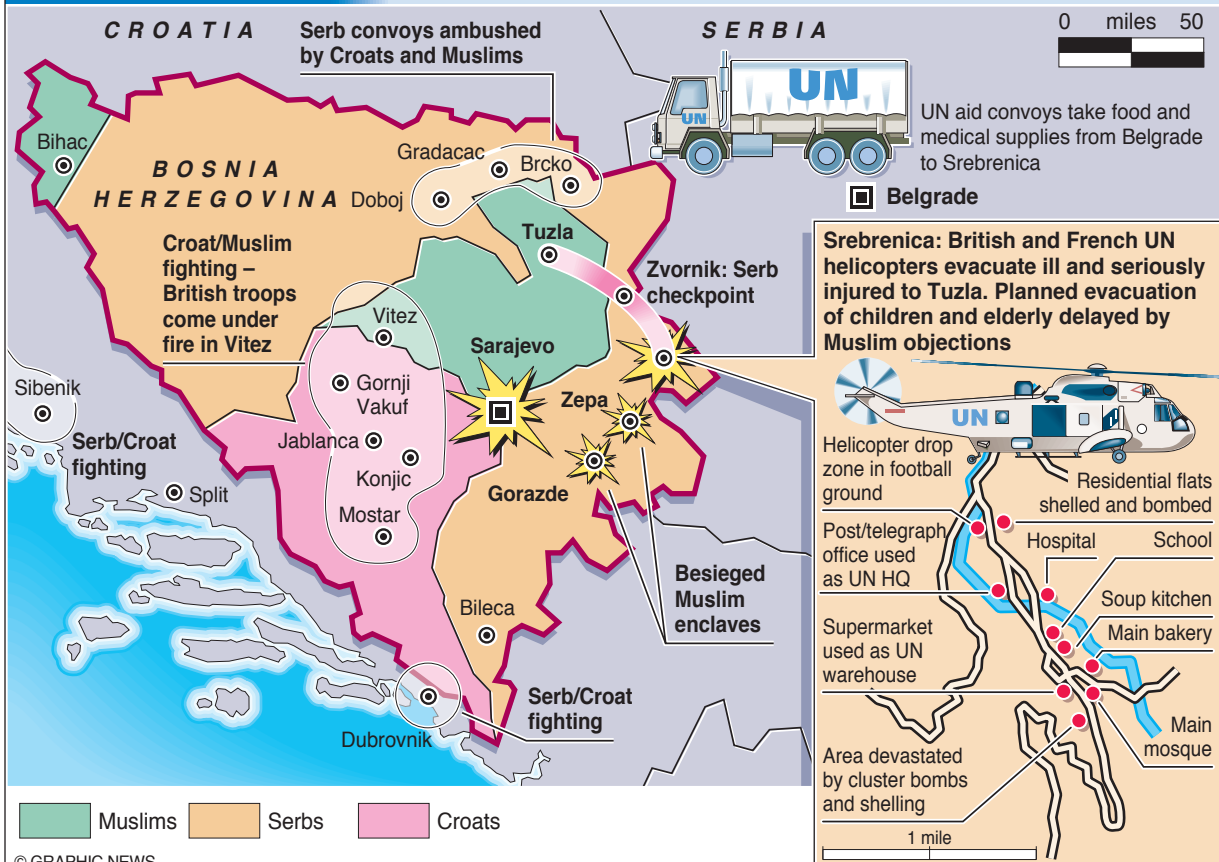 CROATIA
Serb convoys ambushed
by Croats and Muslims
SERBIA
0 miles 50
UN
UN
UN aid convoys take food and
medical supplies from Belgrade
to Srebrenica
Belgrade
Bihac
BOSNIA
HERZEGOVINA
Gradacac
Brcko
Doboj
Tuzla
Croat/Muslim
fighting –
British troops
come under
fire in Vitez
Zvornik: Serb
checkpoint
Vitez
Sarajevo
Sibenik
Gornji
Vakuf
Zepa
Serb/Croat
fighting
Jablanca
Konjic
Gorazde
Split
Mostar
Besieged
Muslim
enclaves
Bileca
Serb/Croat
fighting
Dubrovnik
Srebrenica: British and French UN
helicopters evacuate ill and seriously
injured to Tuzla. Planned evacuation
of children and elderly delayed by
Muslim objections
UN
Helicopter drop
zone in football
ground
Residential flats
shelled and bombed
Post/telegraph
office used
as UN HQ
Hospital
School
Soup kitchen
Supermarket
used as UN
warehouse
Main bakery
Main
mosque
Area devastated
by cluster bombs
and shelling
1 mile
Muslims
Serbs
Croats
© GRAPHIC NEWS